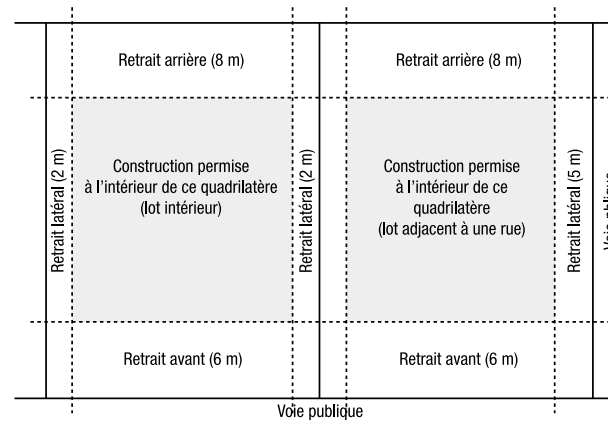 Retrait arrière (8 m)
Retrait arrière (8 m)
Retrait latéral (2 m)
Construction permise
à l'intérieur de ce quadrilatère
(lot intérieur)
Retrait latéral (2 m)
Construction permise
à l'intérieur de ce
quadrilatère
(lot adjacent à une rue)
Retrait latéral (5 m)
Retrait avant (6 m)
Retrait avant (6 m)
Voie publique